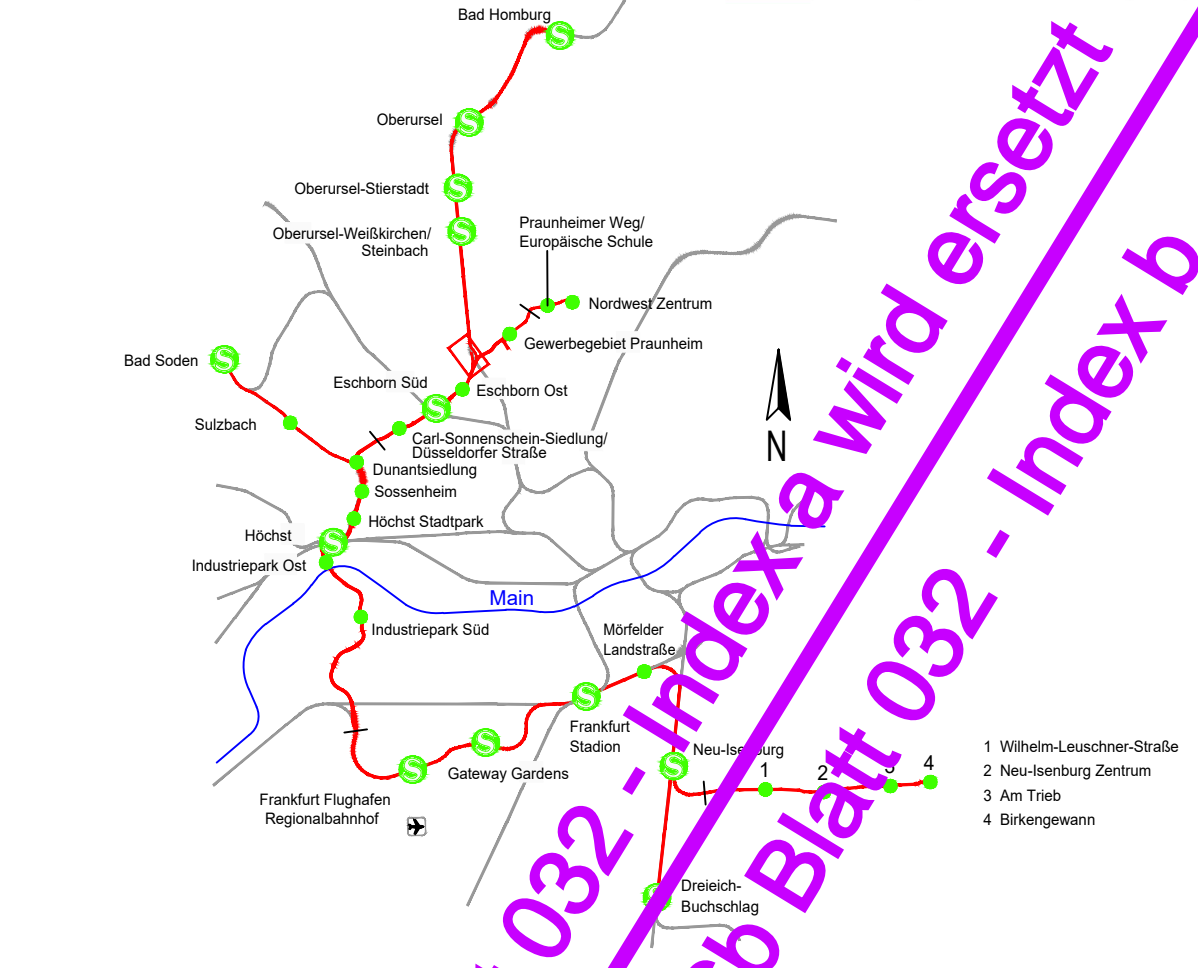 Bad Homburg
Oberursel
Oberursel-Stierstadt
Oberursel-Weißkirchen/
Steinbach
Praunheimer Weg/
Europäische Schule
Nordwest Zentrum
Gewerbegebiet Praunheim
Bad Soden
Eschborn Süd
Eschborn Ost
Sulzbach
Carl-Sonnenschein-Siedlung/
Düsseldorfer Straße
Dunantsiedlung
Sossenheim
Höchst Stadtpark
Höchst
Industriepark Ost
Main
Industriepark Süd
Mörfelder
Landstraße
Frankfurt
Stadion
Gateway Gardens
Frankfurt Flughafen
Regionalbahnhof
Neu-Isenburg
1
2
3
4
Dreieich-
Buchschlag
N
1 Wilhelm-Leuschner-Straße
2 Neu-Isenburg Zentrum
3 Am Trieb
4 Birkengewann
032 - Index a wird ersetzt
Blatt 032 - Index b
S
S
S
S
S
S
S
S
S
S
S
S